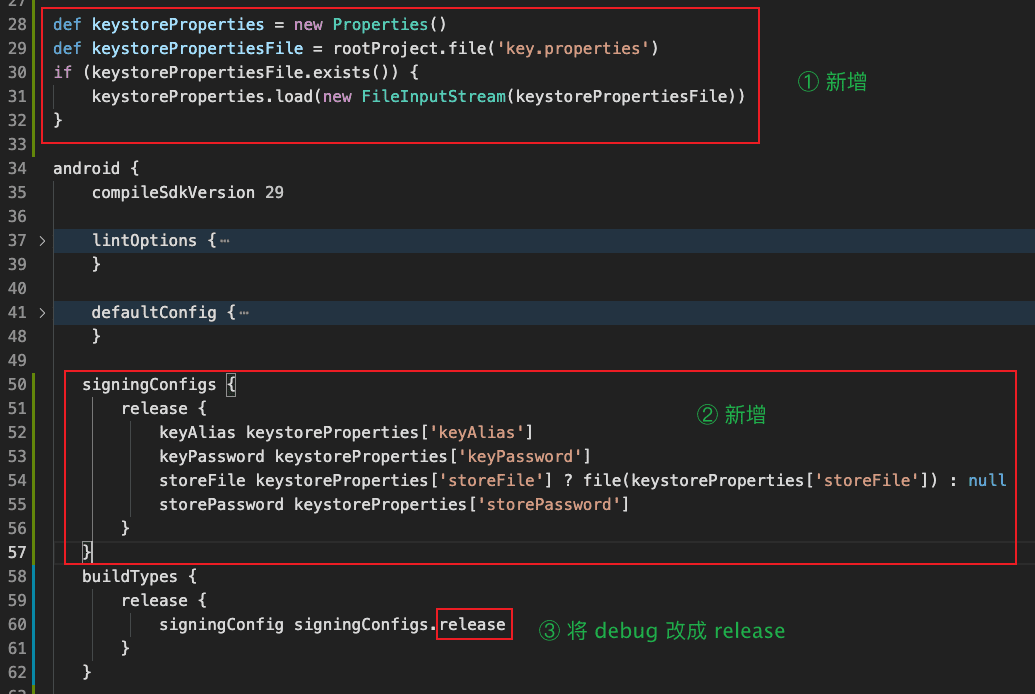 27
28 def keystoreProperties = new Properties()
29 def keystorePropertiesFile = rootProject.file('key.properties')
30 if (keystorePropertiesFile.exists()) {
31 keystoreProperties.load(new FileInputStream(keystorePropertiesFile))
① 新增
32 }
33
34 android {
35 compileSdkVersion 29
36
37 lintOptions {…
39 }
40
41 defaultConfig {…
48 }
49
50 signingConfigs {
51 release {
② 新增
52 keyAlias keystoreProperties['keyAlias']
53 keyPassword keystoreProperties['keyPassword']
54 storeFile keystoreProperties['storeFile'] ? file(keystoreProperties['storeFile']) : null
55 storePassword keystoreProperties['storePassword']
56 }
57 }
58 buildTypes {
59 release {
60 signingConfig signingConfigs.release
③ 将 debug 改成 release
61 }
62 }